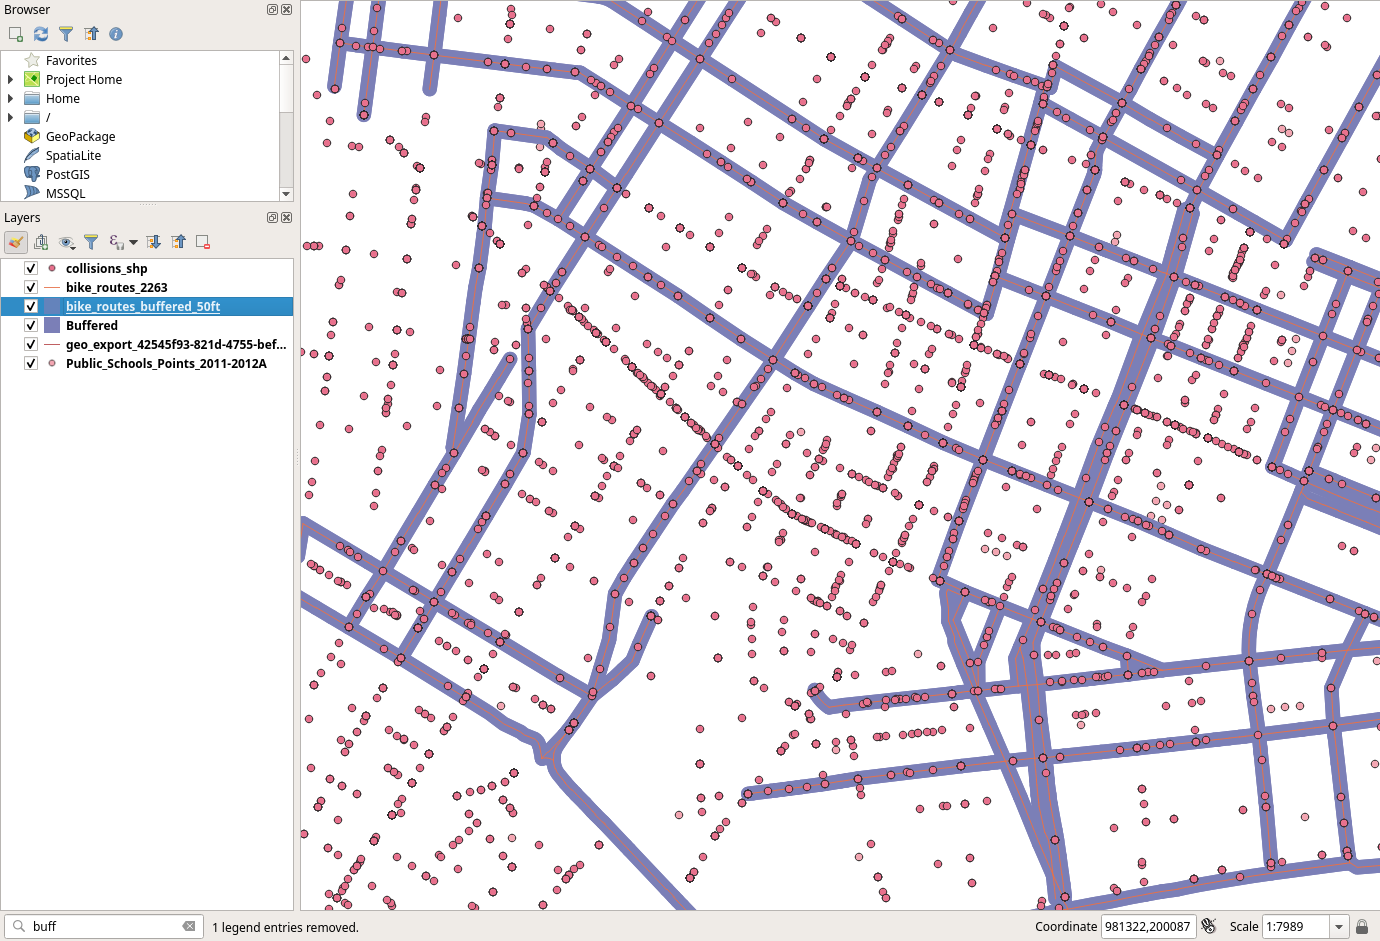 Browser
Favorites
Project Home
Home
/
GeoPackage
SpatiaLite
PostGIS
MSSQL
Layers
collisions_shp
bike_routes_2263
bike_routes_buffered_50ft
Buffered
geo_export_42545f93-821d-4755-bef...
Public_Schools_Points_2011-2012A
buff
1 legend entries removed.
Coordinate 981322,200087
Scale 1:7989